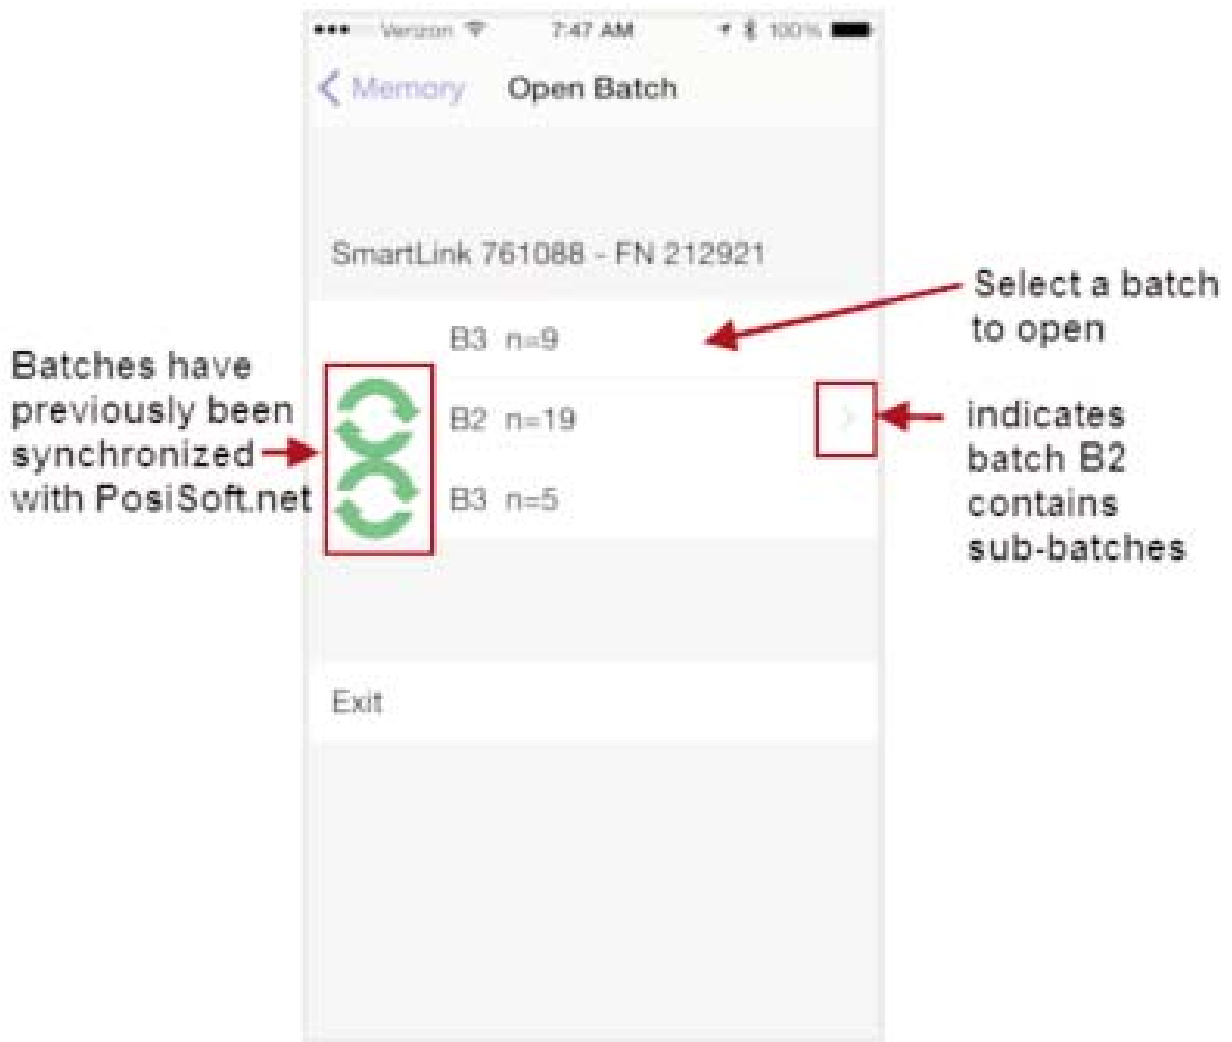 Verizon 7:47 AM 100%
Memory Open Batch
SmartLink 761088 - FN 212921
Select a batch
to open
B3 n=9
Batches have
previously been
synchronized
with PosiSoft.net
B2 n=19
indicates
batch B2
contains
sub-batches
B3 n=5
Exit